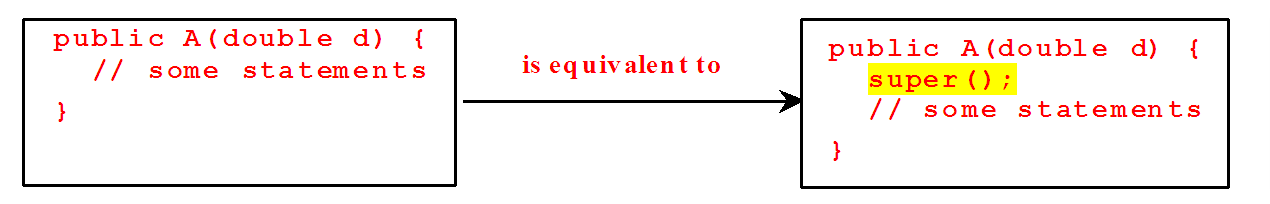 public A(double d) {
// some statements
}
is equivalent to
public A(double d) {
super();
// some statements
}